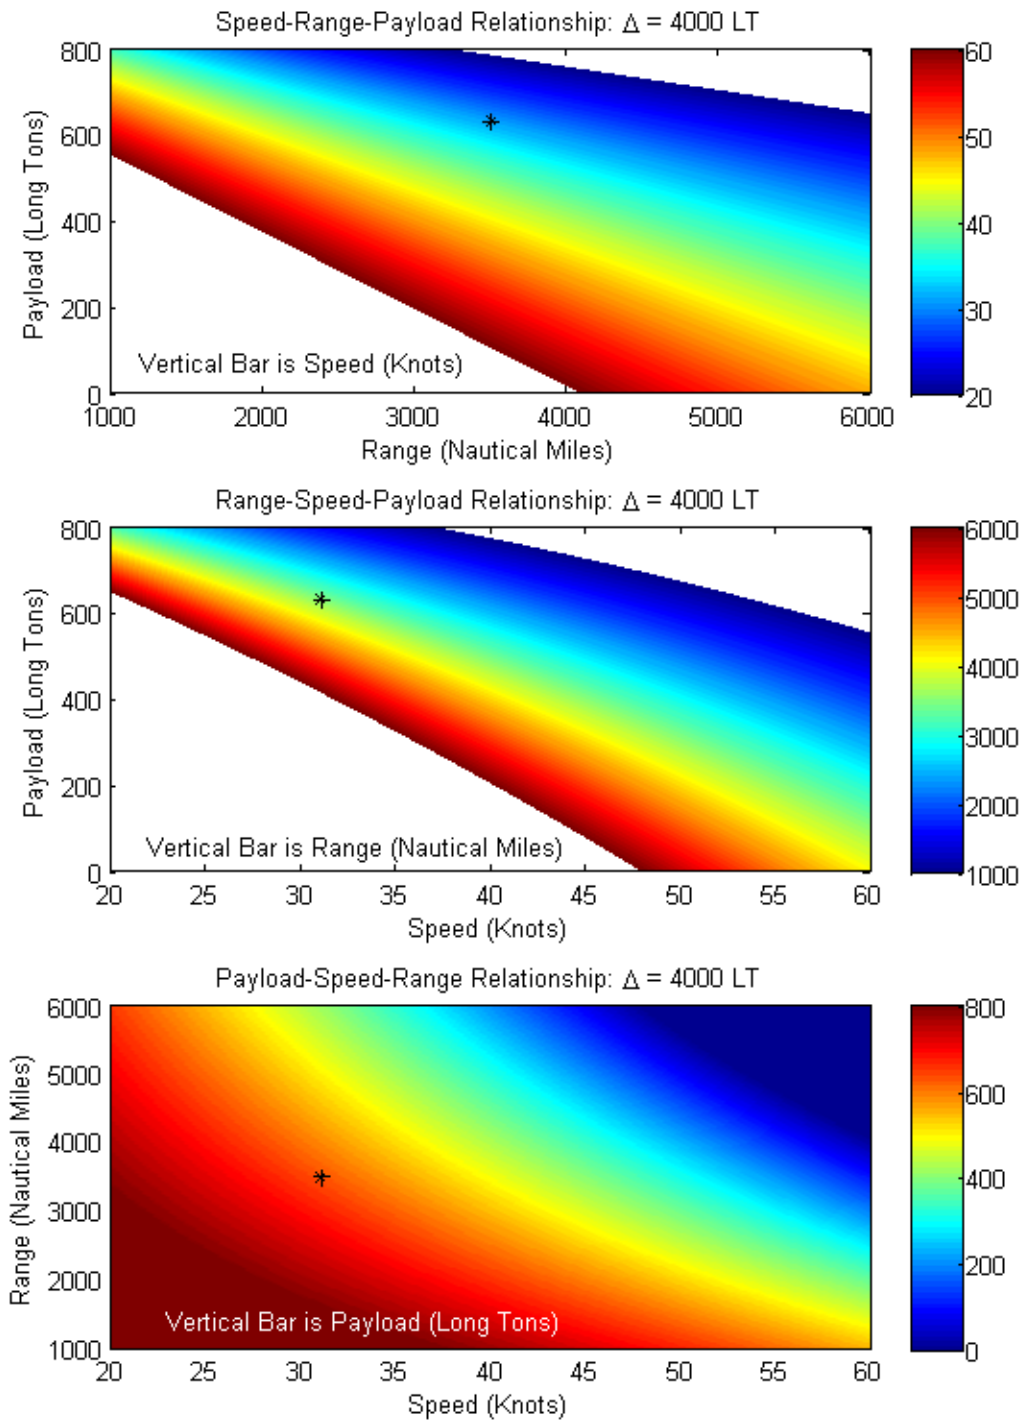 Speed-Range-Payload Relationship: Δ = 4000 LT
800
600
400
200
0
Payload (Long Tons)
Vertical Bar is Speed (Knots)
1000 2000 3000 4000 5000 6000
Range (Nautical Miles)
60
50
40
30
20
Range-Speed-Payload Relationship: Δ = 4000 LT
800
600
400
200
0
Payload (Long Tons)
Vertical Bar is Range (Nautical Miles)
20 25 30 35 40 45 50 55 60
Speed (Knots)
6000
5000
4000
3000
2000
1000
Payload-Speed-Range Relationship: Δ = 4000 LT
6000
5000
4000
3000
2000
1000
Range (Nautical Miles)
Vertical Bar is Payload (Long Tons)
20 25 30 35 40 45 50 55 60
Speed (Knots)
800
600
400
200
0